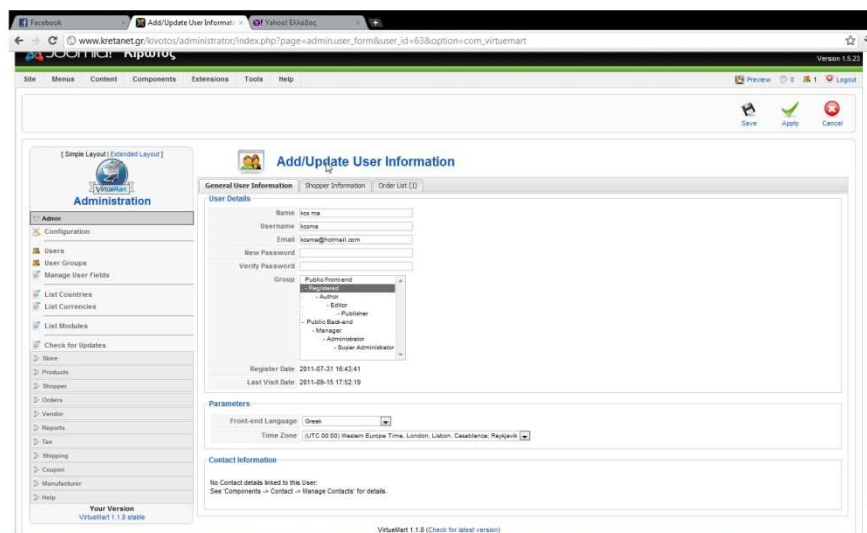 Facebook
Add/Update User Informati
Yahoo! Ελλάδας
www.kretanet.gr/kivotos/administrator/index.php?page=admin.user_form&user_id=63&option=com_virtuemart
Joomla! Κιβωτός
Version 1.5.23
Site Menus Content Components Extensions Tools Help
Preview 0 1 Logout
Save Apply Cancel
[ Simple Layout | Extended Layout ]
VirtueMart
Administration
Add/Update User Information
General User Information Shopper Information Order List (1)
Admin
Configuration
Users
User Groups
Manage User Fields
List Countries
List Currencies
List Modules
Check for Updates
Store
Products
Shopper
Orders
Vendor
Reports
Tax
Shipping
Coupon
Manufacturer
Help
Your Version
VirtueMart 1.1.8 stable
User Details
Name kos ma
Username kosma
Email kosma@hotmail.com
New Password
Verify Password
Group Public Front-end
- Registered
- Author
- Editor
- Publisher
- Public Back-end
- Manager
- Administrator
- Super Administrator
Register Date 2011-07-31 16:43:41
Last Visit Date 2011-09-15 17:52:19
Parameters
Front-end Language Greek
Time Zone (UTC 00:00) Western Europe Time, London, Lisbon, Casablanca, Reykjavik
Contact Information
No Contact details linked to this User:
See 'Components -> Contact -> Manage Contacts' for details.
VirtueMart 1.1.8 (Check for latest version)